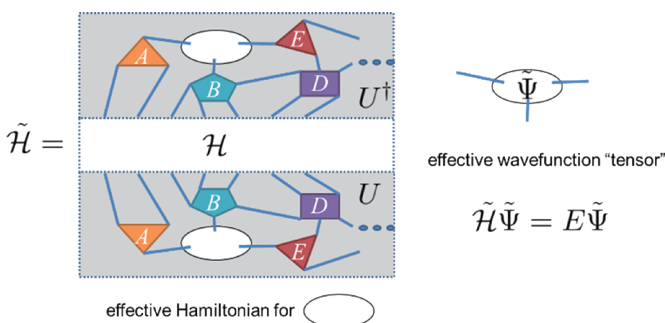 A
E
B
D
U†
H̃ =
H
Ψ̃
effective wavefunction “tensor”
B
D
U
A
E
H̃Ψ̃ = EΨ̃
effective Hamiltonian for